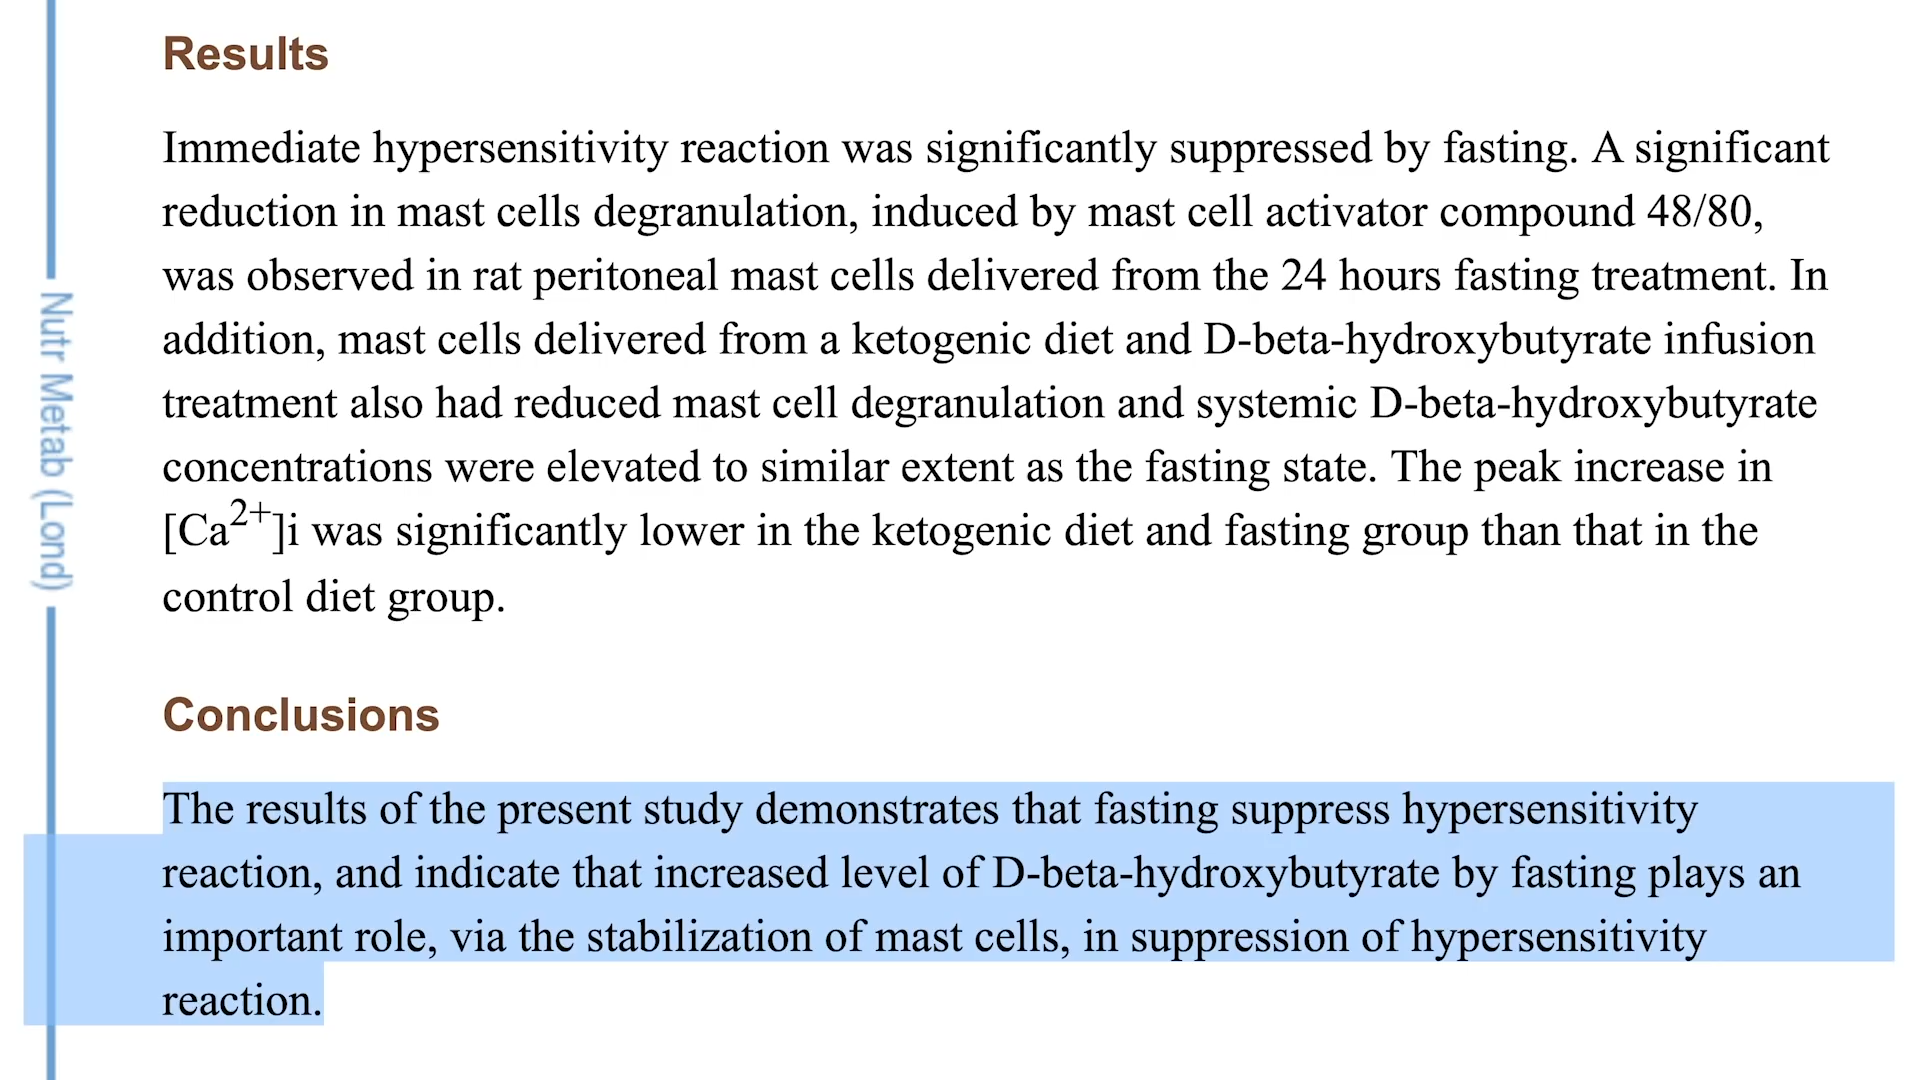 Results
Immediate hypersensitivity reaction was significantly suppressed by fasting. A significant
reduction in mast cells degranulation, induced by mast cell activator compound 48/80,
was observed in rat peritoneal mast cells delivered from the 24 hours fasting treatment. In
addition, mast cells delivered from a ketogenic diet and D-beta-hydroxybutyrate infusion
treatment also had reduced mast cell degranulation and systemic D-beta-hydroxybutyrate
concentrations were elevated to similar extent as the fasting state. The peak increase in
[Ca²⁺]i was significantly lower in the ketogenic diet and fasting group than that in the
control diet group.
Conclusions
The results of the present study demonstrates that fasting suppress hypersensitivity
reaction, and indicate that increased level of D-beta-hydroxybutyrate by fasting plays an
important role, via the stabilization of mast cells, in suppression of hypersensitivity
reaction.
Nutr Metab (Lond)